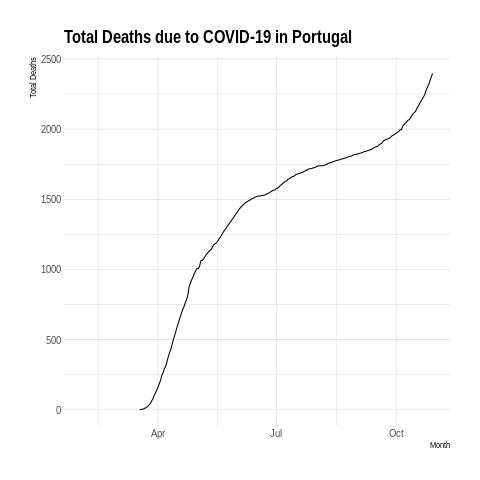 Total Deaths due to COVID-19 in Portugal
Total Deaths
2500
2000
1500
1000
500
0
Apr
Jul
Oct
Month